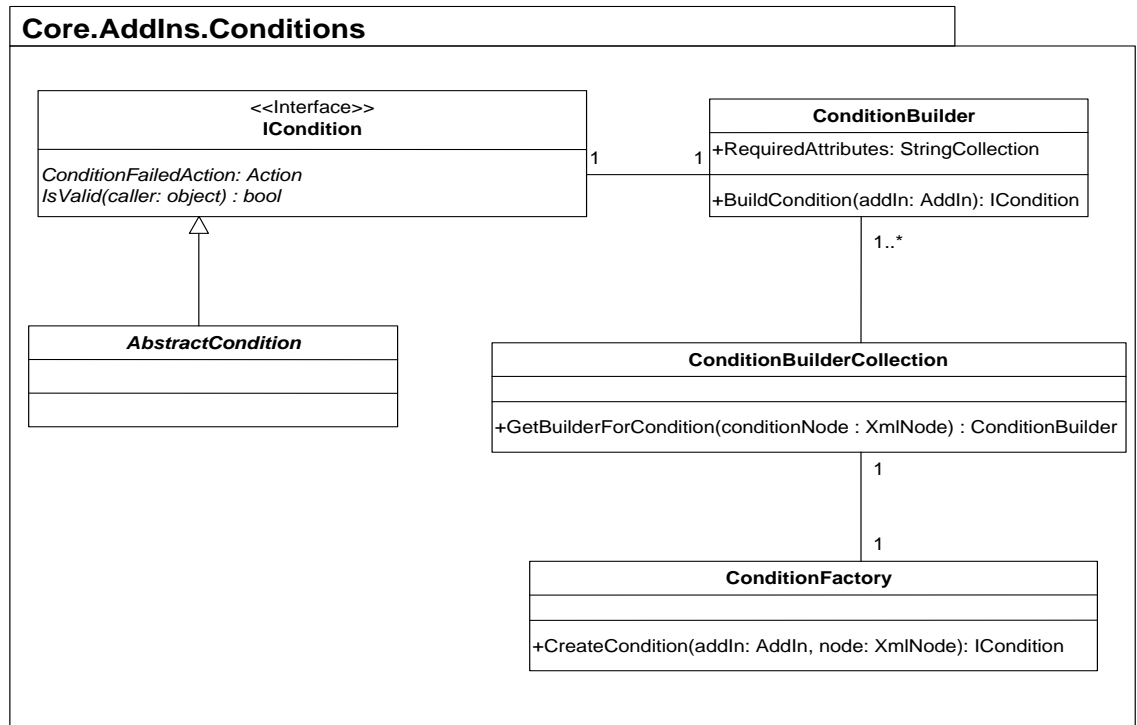 Core.AddIns.Conditions
<<Interface>>
ICondition
ConditionFailedAction: Action
IsValid(caller: object) : bool
1
1
ConditionBuilder
+RequiredAttributes: StringCollection
+BuildCondition(addIn: AddIn): ICondition
1..*
AbstractCondition
ConditionBuilderCollection
+GetBuilderForCondition(conditionNode : XmlNode) : ConditionBuilder
1
1
ConditionFactory
+CreateCondition(addIn: AddIn, node: XmlNode): ICondition